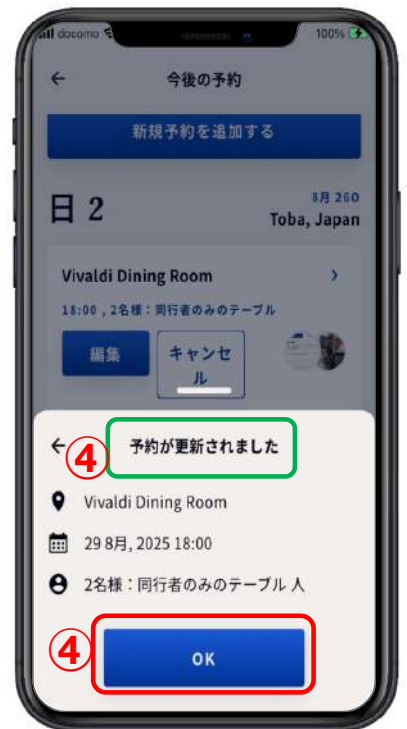 docomo
100%
← 今後の予約
新規予約を追加する
日 2
8月 26日
Toba, Japan
Vivaldi Dining Room
18:00 , 2名様：同行者のみのテーブル
編集
キャンセ
ル
← 予約が更新されました
④
Vivaldi Dining Room
29 8月, 2025 18:00
2名様：同行者のみのテーブル 人
④
OK